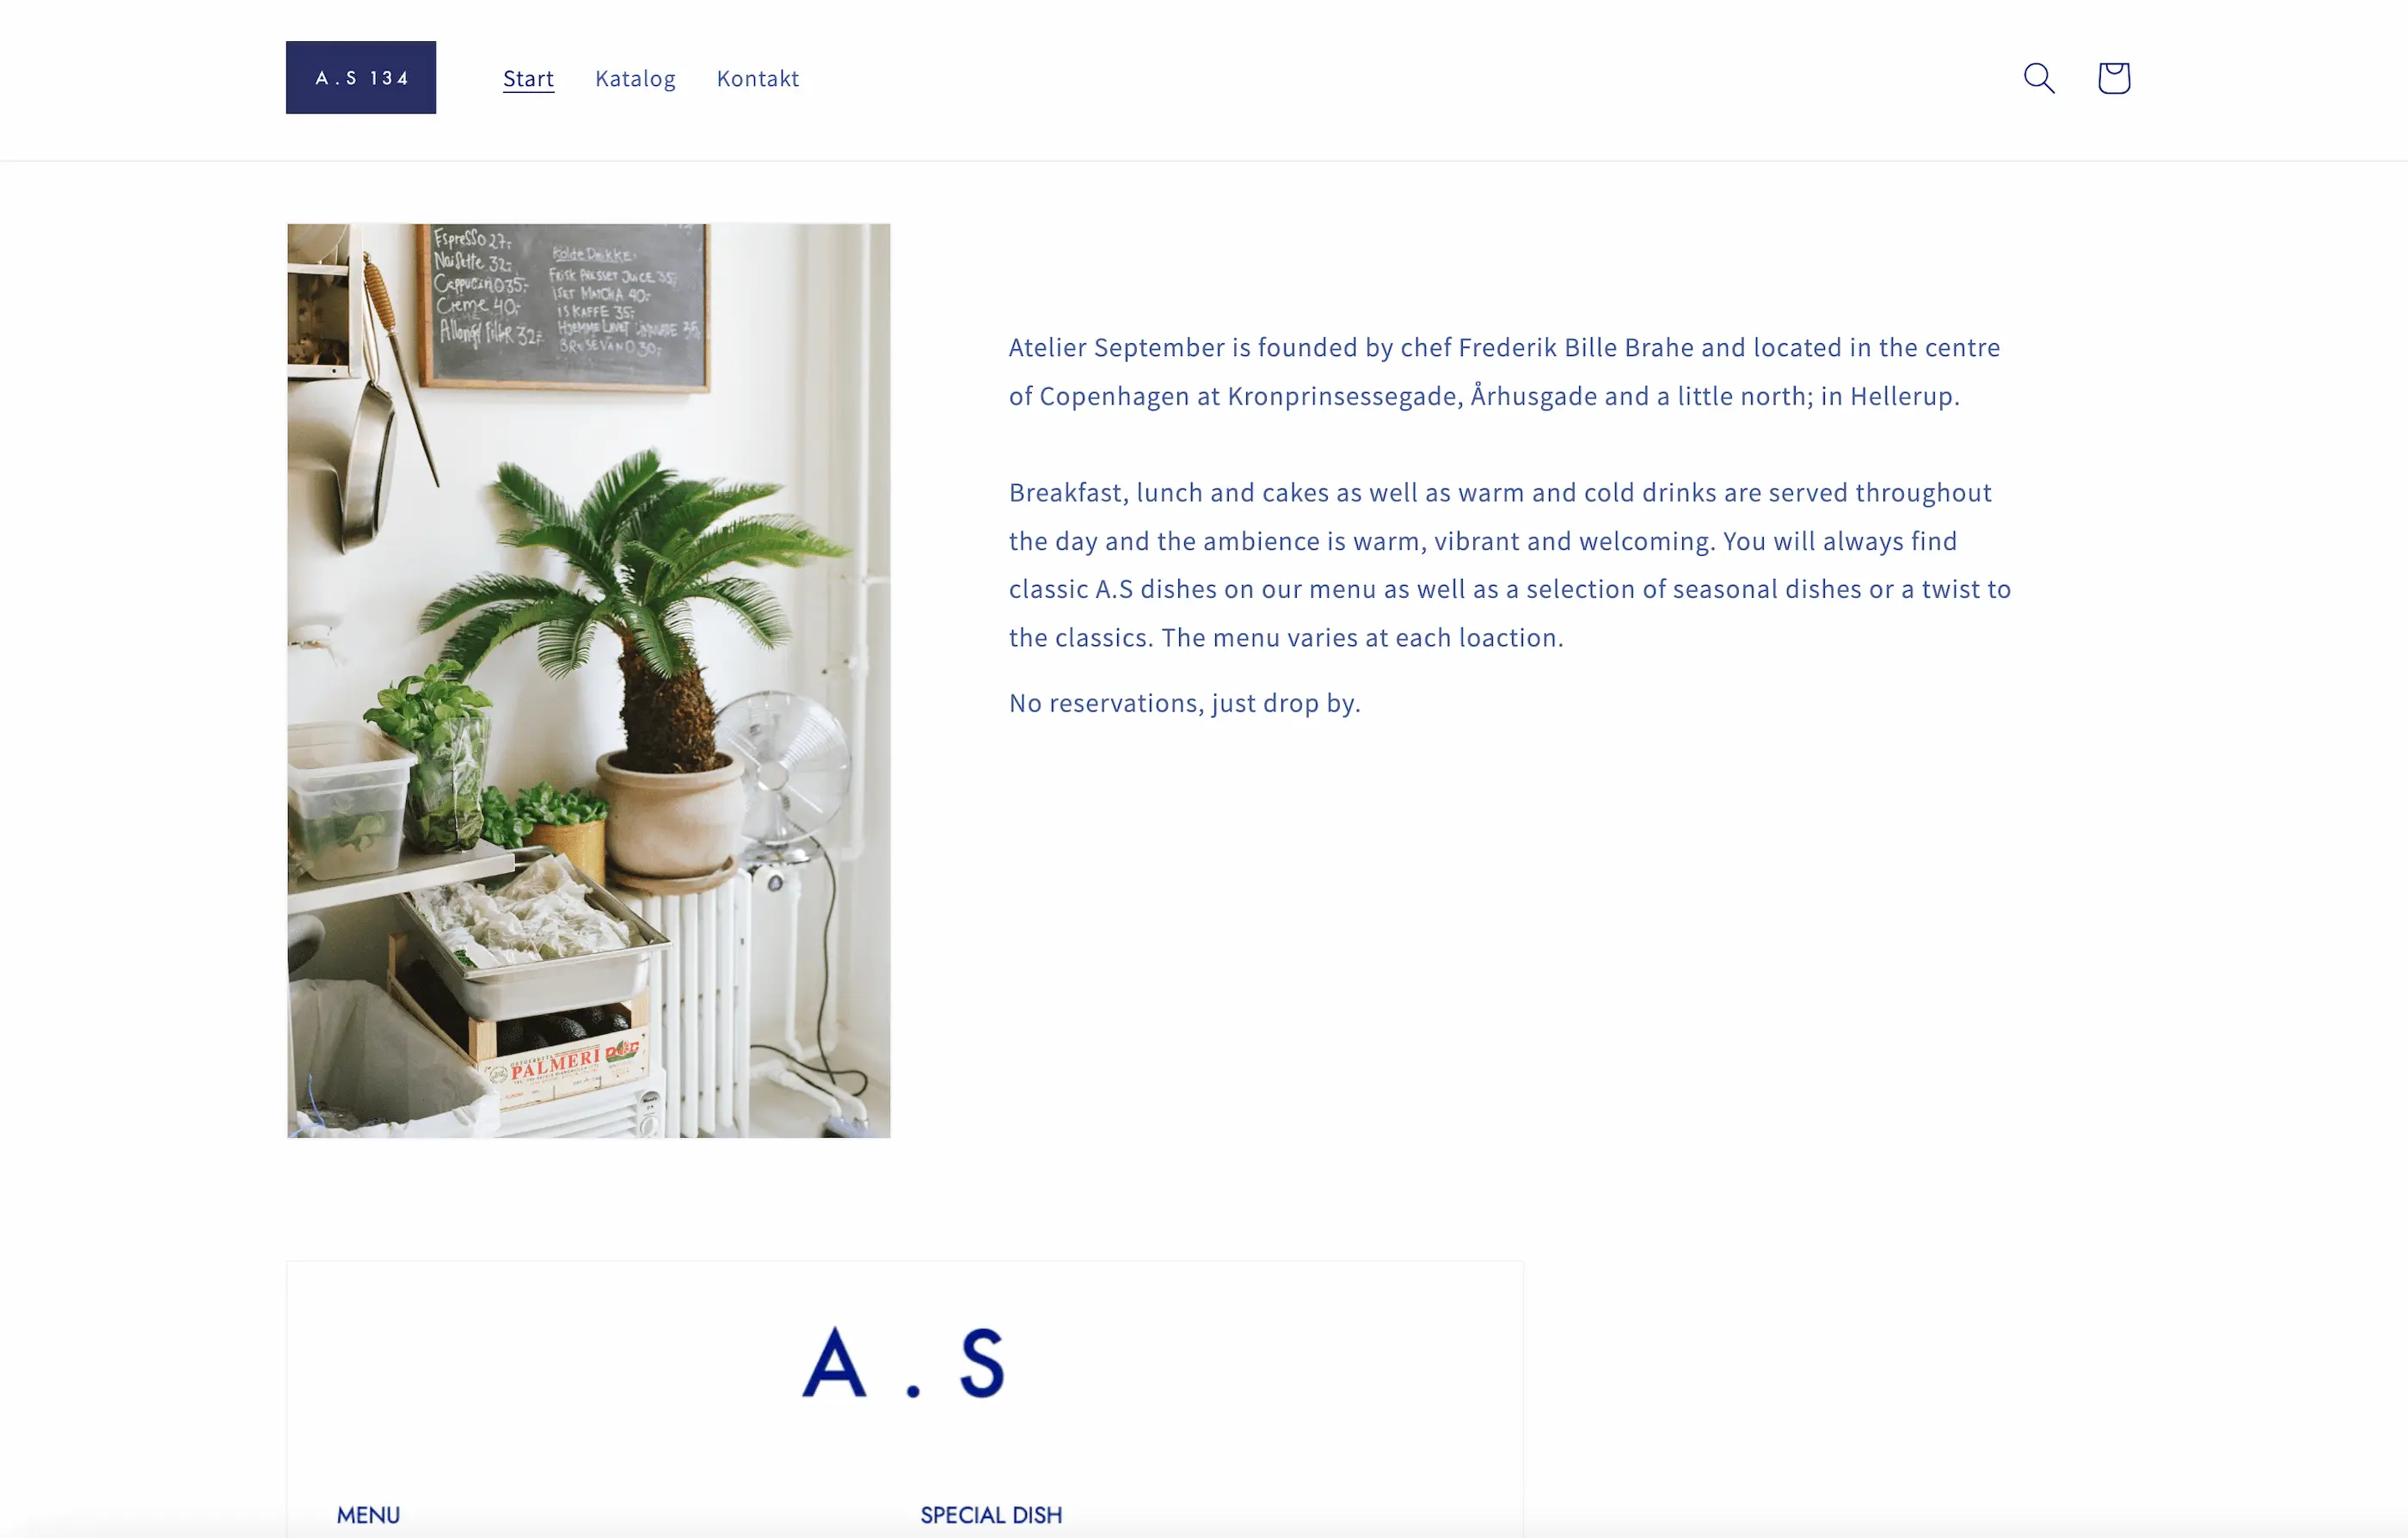 A.S 134
Start
Katalog
Kontakt
Espresso 27;-
Noisette 32;-
Cappucino 35;-
Creme 40,-
Allongé Filter 32;-
Kolde Drikke:
Frisk Presset Juice 35;
iset Matcha 40:-
is kaffe 35;
Hjemme Lavet
30;-
Atelier September is founded by chef Frederik Bille Brahe and located in the centre
of Copenhagen at Kronprinsessegade, Århusgade and a little north; in Hellerup.
Breakfast, lunch and cakes as well as warm and cold drinks are served throughout
the day and the ambience is warm, vibrant and welcoming. You will always find
classic A.S dishes on our menu as well as a selection of seasonal dishes or a twist to
the classics. The menu varies at each loaction.
No reservations, just drop by.
PALMERI
A . S
MENU
SPECIAL DISH